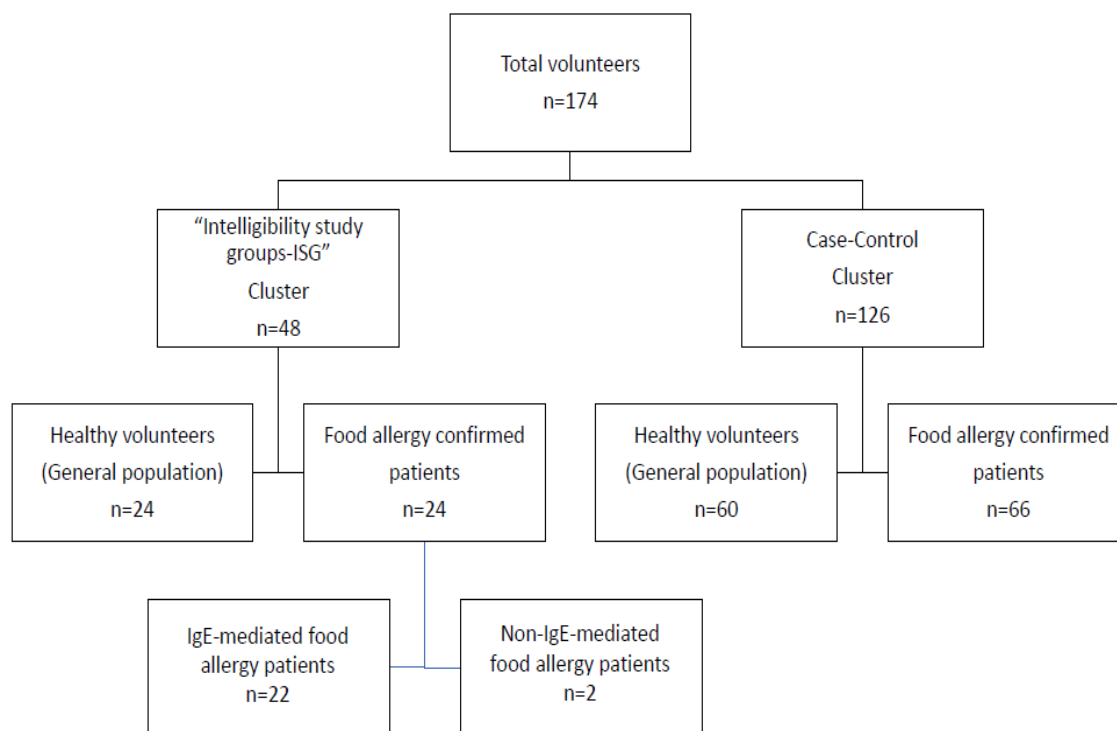 Total volunteers
n=174
“Intelligibility study
groups-ISG”
Cluster
n=48
Case-Control
Cluster
n=126
Healthy volunteers
(General population)
n=24
Food allergy confirmed
patients
n=24
Healthy volunteers
(General population)
n=60
Food allergy confirmed
patients
n=66
IgE-mediated food
allergy patients
n=22
Non-IgE-mediated
food allergy patients
n=2